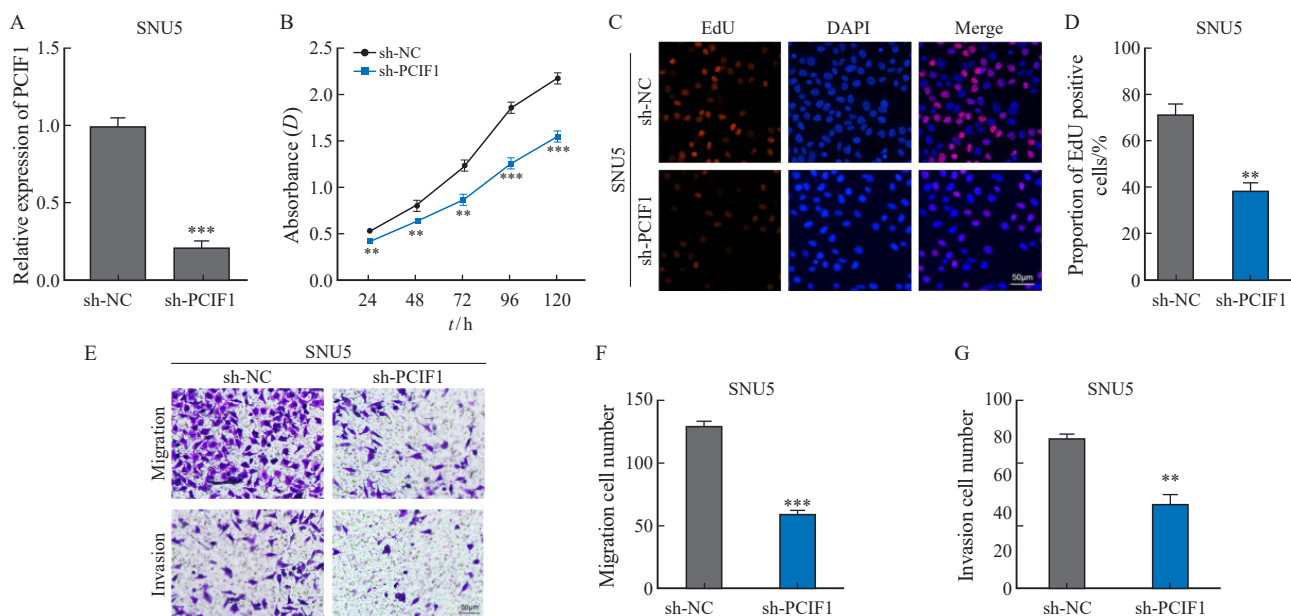 A
SNU5
Relative expression of PCIF1
1.5
1.0
0.5
0.0
***
sh-NC
sh-PCIF1
B
Absorbance (D)
2.5
2.0
1.5
1.0
0.5
0.0
sh-NC
sh-PCIF1
**
**
**
***
***
24
48
72
96
120
t/h
C
EdU
DAPI
Merge
SNU5
sh-NC
sh-PCIF1
50μm
D
SNU5
Proportion of EdU positive
cells/%
100
80
60
40
20
0
**
sh-NC
sh-PCIF1
E
SNU5
sh-NC
sh-PCIF1
Migration
Invasion
50μm
F
SNU5
Migration cell number
150
100
50
0
***
sh-NC
sh-PCIF1
G
SNU5
Invasion cell number
80
60
40
20
0
**
sh-NC
sh-PCIF1